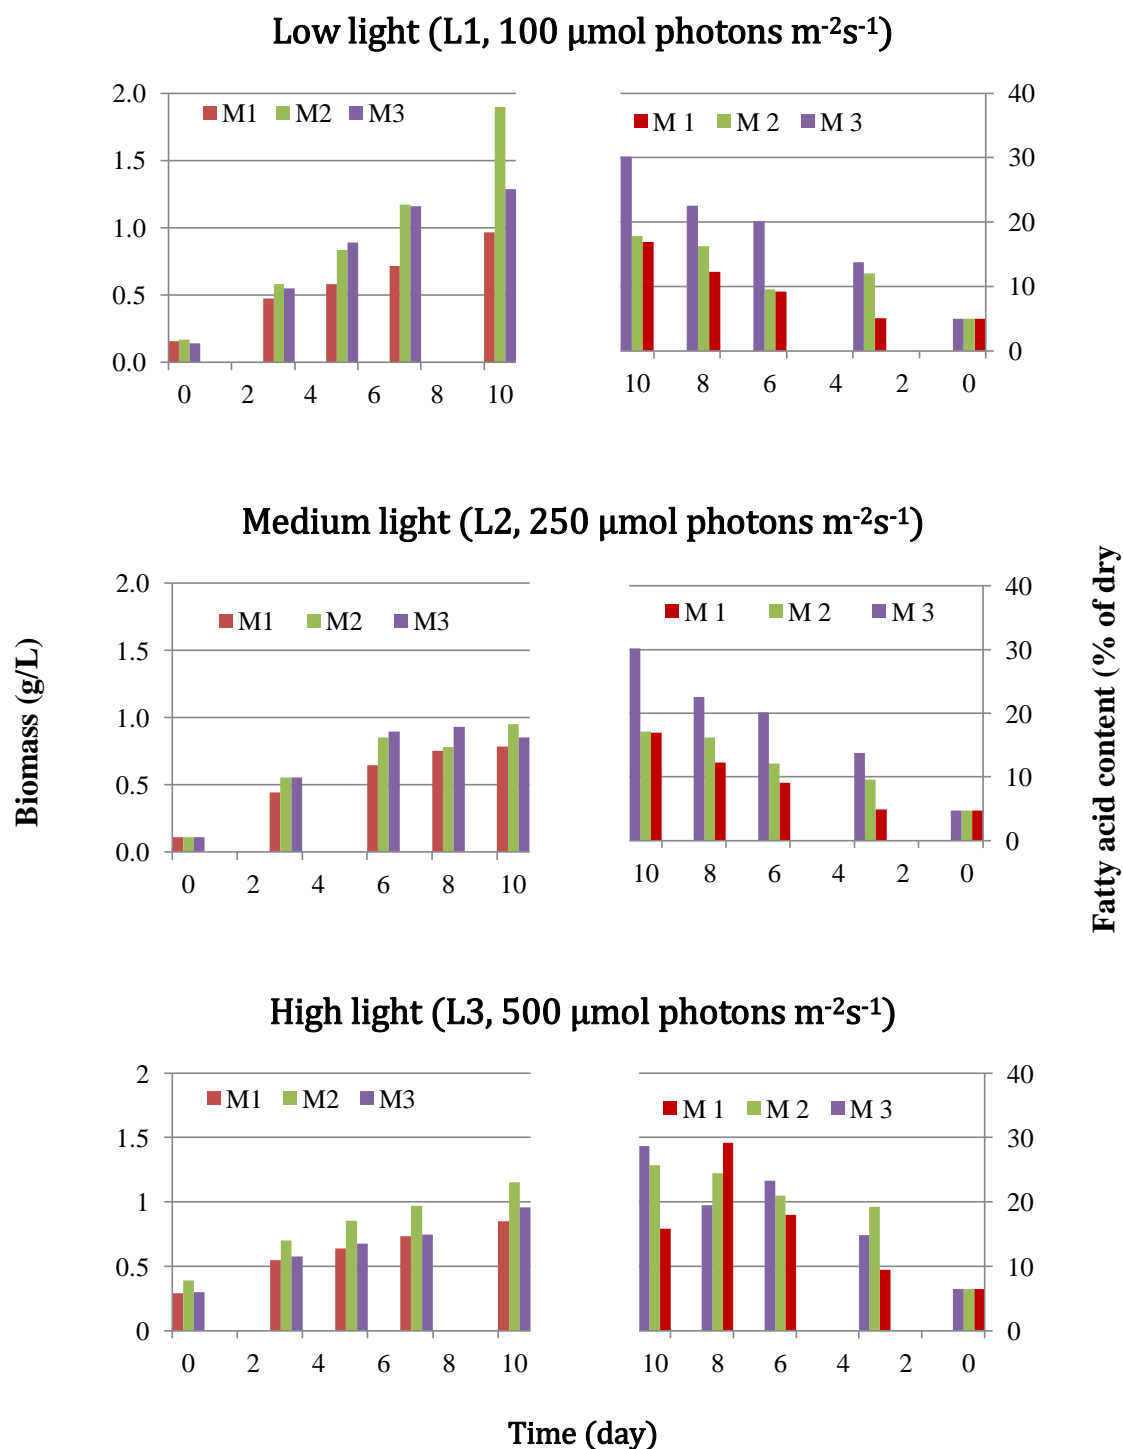 Low light (L1, 100 µmol photons m-2s-1)
2.0
1.5
1.0
0.5
0.0
M1 M2 M3
0 2 4 6 8 10
M 1 M 2 M 3
40
30
20
10
0
10 8 6 4 2 0
Medium light (L2, 250 µmol photons m-2s-1)
Biomass (g/L)
2.0
1.5
1.0
0.5
0.0
M1 M2 M3
0 2 4 6 8 10
M 1 M 2 M 3
40
30
20
10
0
10 8 6 4 2 0
Fatty acid content (% of dry
High light (L3, 500 µmol photons m-2s-1)
2
1.5
1
0.5
0
M1 M2 M3
0 2 4 6 8 10
M 1 M 2 M 3
40
30
20
10
0
10 8 6 4 2 0
Time (day)